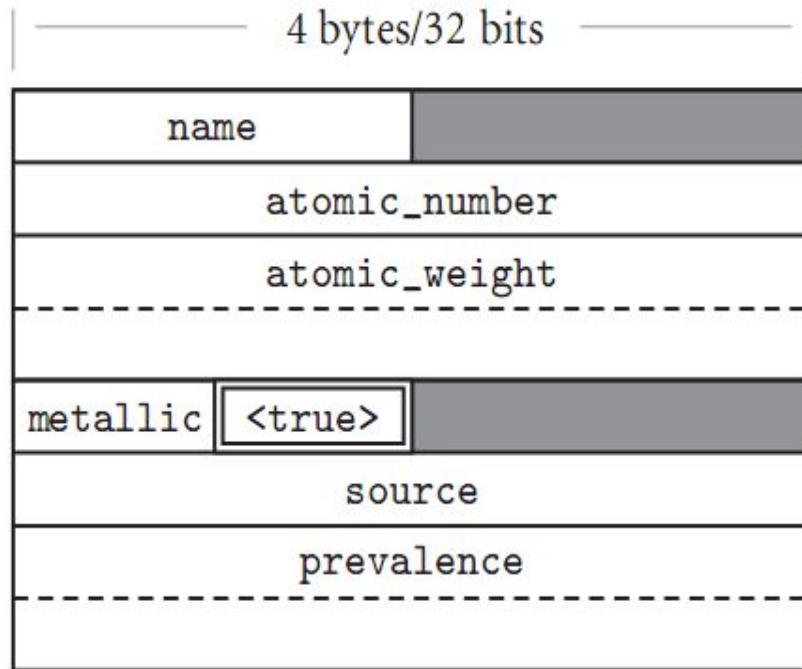 4 bytes/32 bits
name
atomic_number
atomic_weight
metallic <true>
source
prevalence